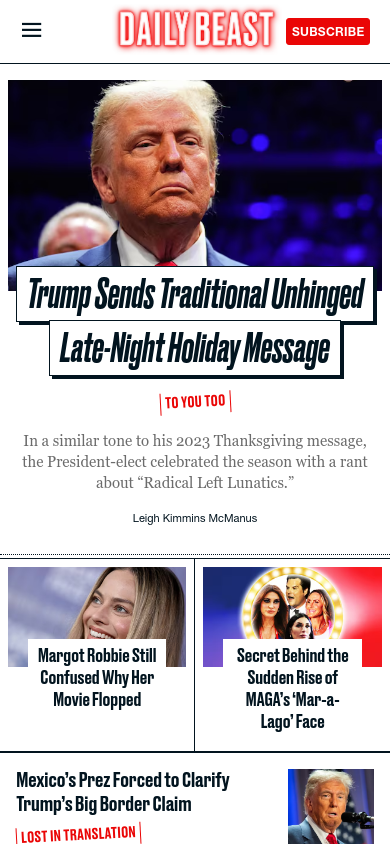 DAILY BEAST
SUBSCRIBE
Trump Sends Traditional Unhinged
Late-Night Holiday Message
TO YOU TOO
In a similar tone to his 2023 Thanksgiving message,
the President-elect celebrated the season with a rant
about “Radical Left Lunatics.”
Leigh Kimmins McManus
Margot Robbie Still
Confused Why Her
Movie Flopped
Secret Behind the
Sudden Rise of
MAGA’s ‘Mar-a-
Lago’ Face
Mexico’s Prez Forced to Clarify
Trump’s Big Border Claim
LOST IN TRANSLATION